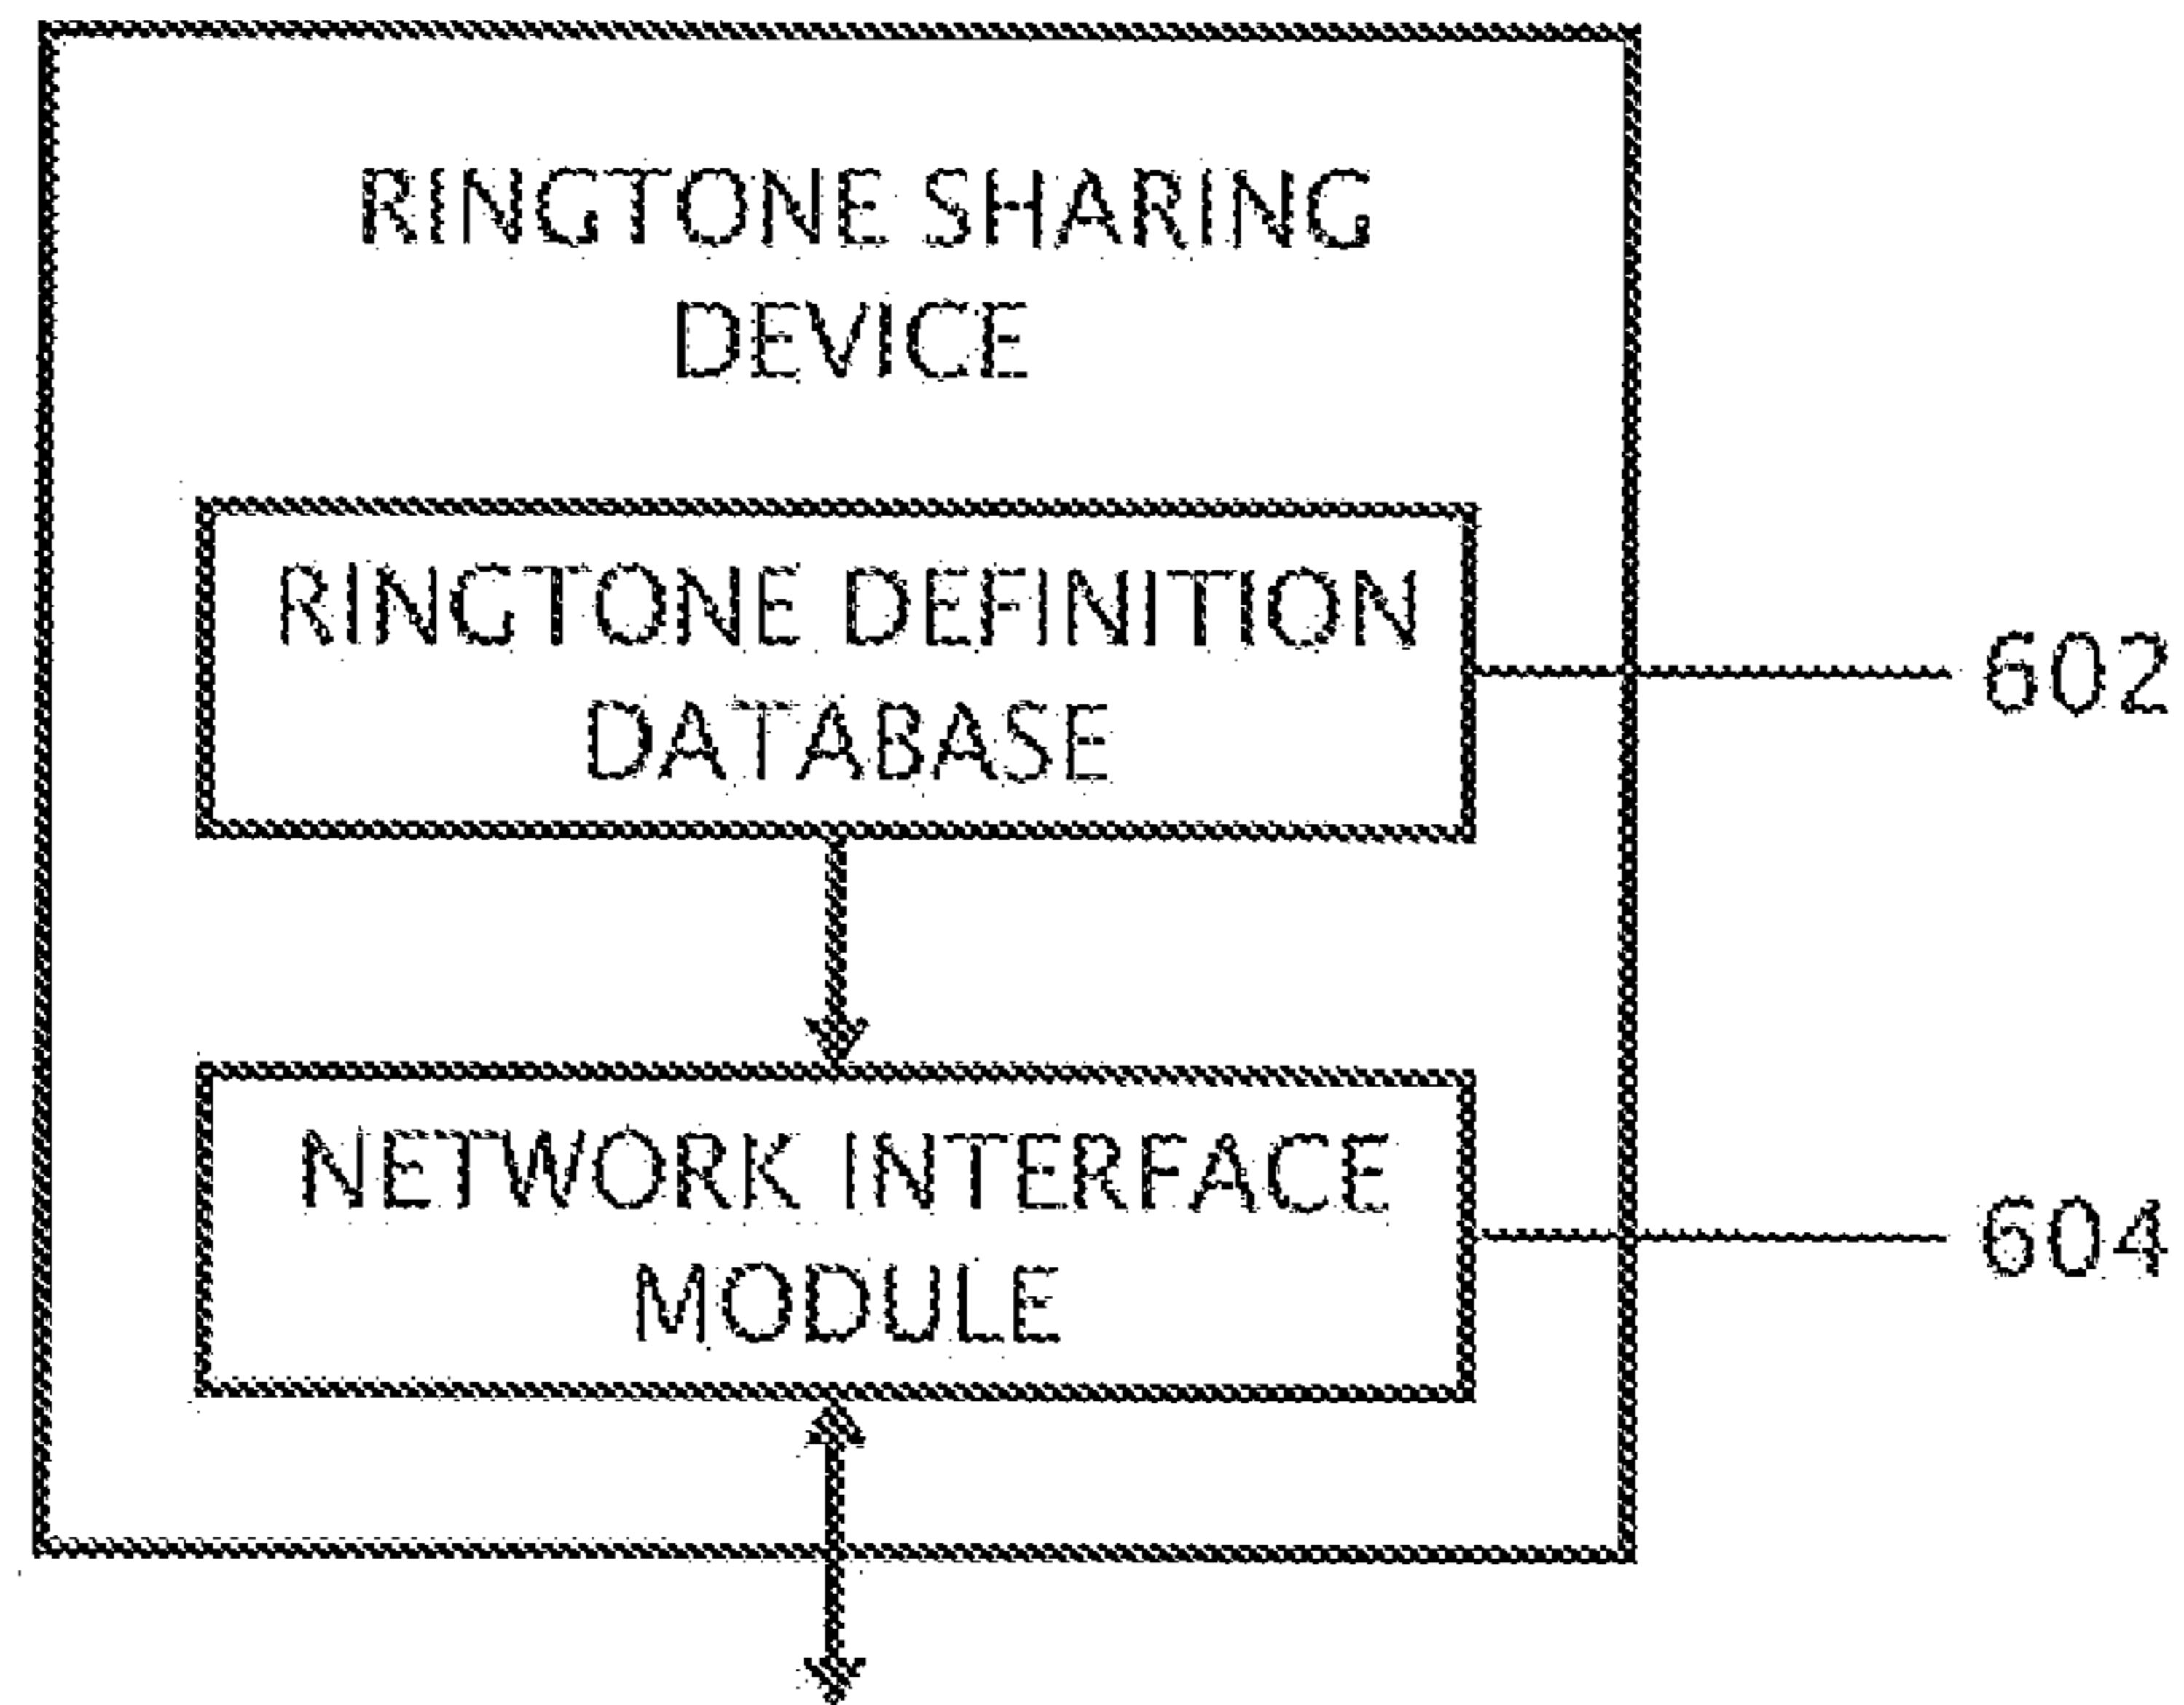 RINGTONE SHARING
DEVICE
RINGTONE DEFINITION
DATABASE
602
NETWORK INTERFACE
MODULE
604